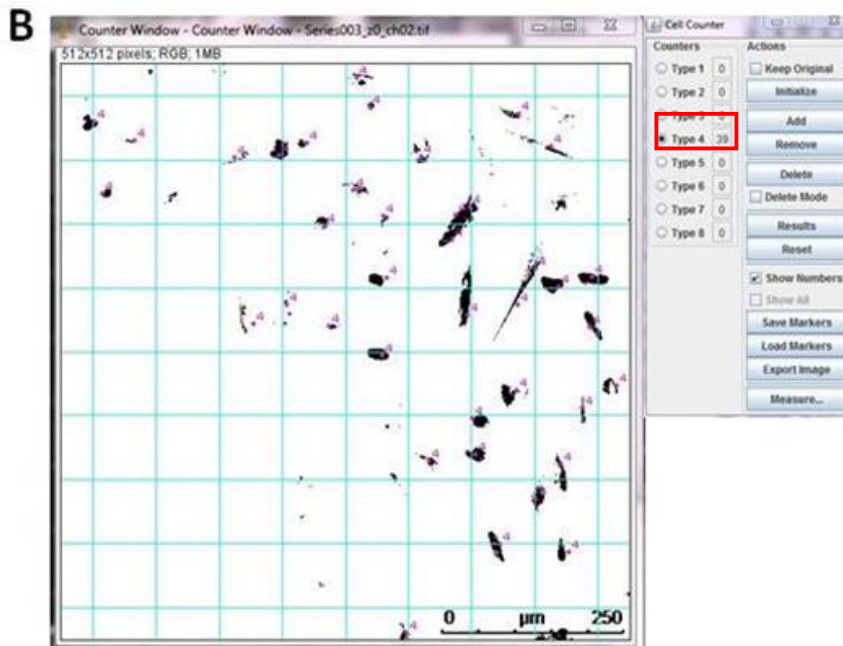 B
Counter Window - Counter Window - Series003_z0_ch02.tif
512x512 pixels; RGB; 1MB
0 µm 250
Cell Counter
Counters
Type 1 0
Type 2 0
Type 3 0
Type 4 39
Type 5 0
Type 6 0
Type 7 0
Type 8 0
Actions
Keep Original
Initialize
Add
Remove
Delete
Delete Mode
Results
Reset
Show Numbers
Show All
Save Markers
Load Markers
Export Image
Measure...